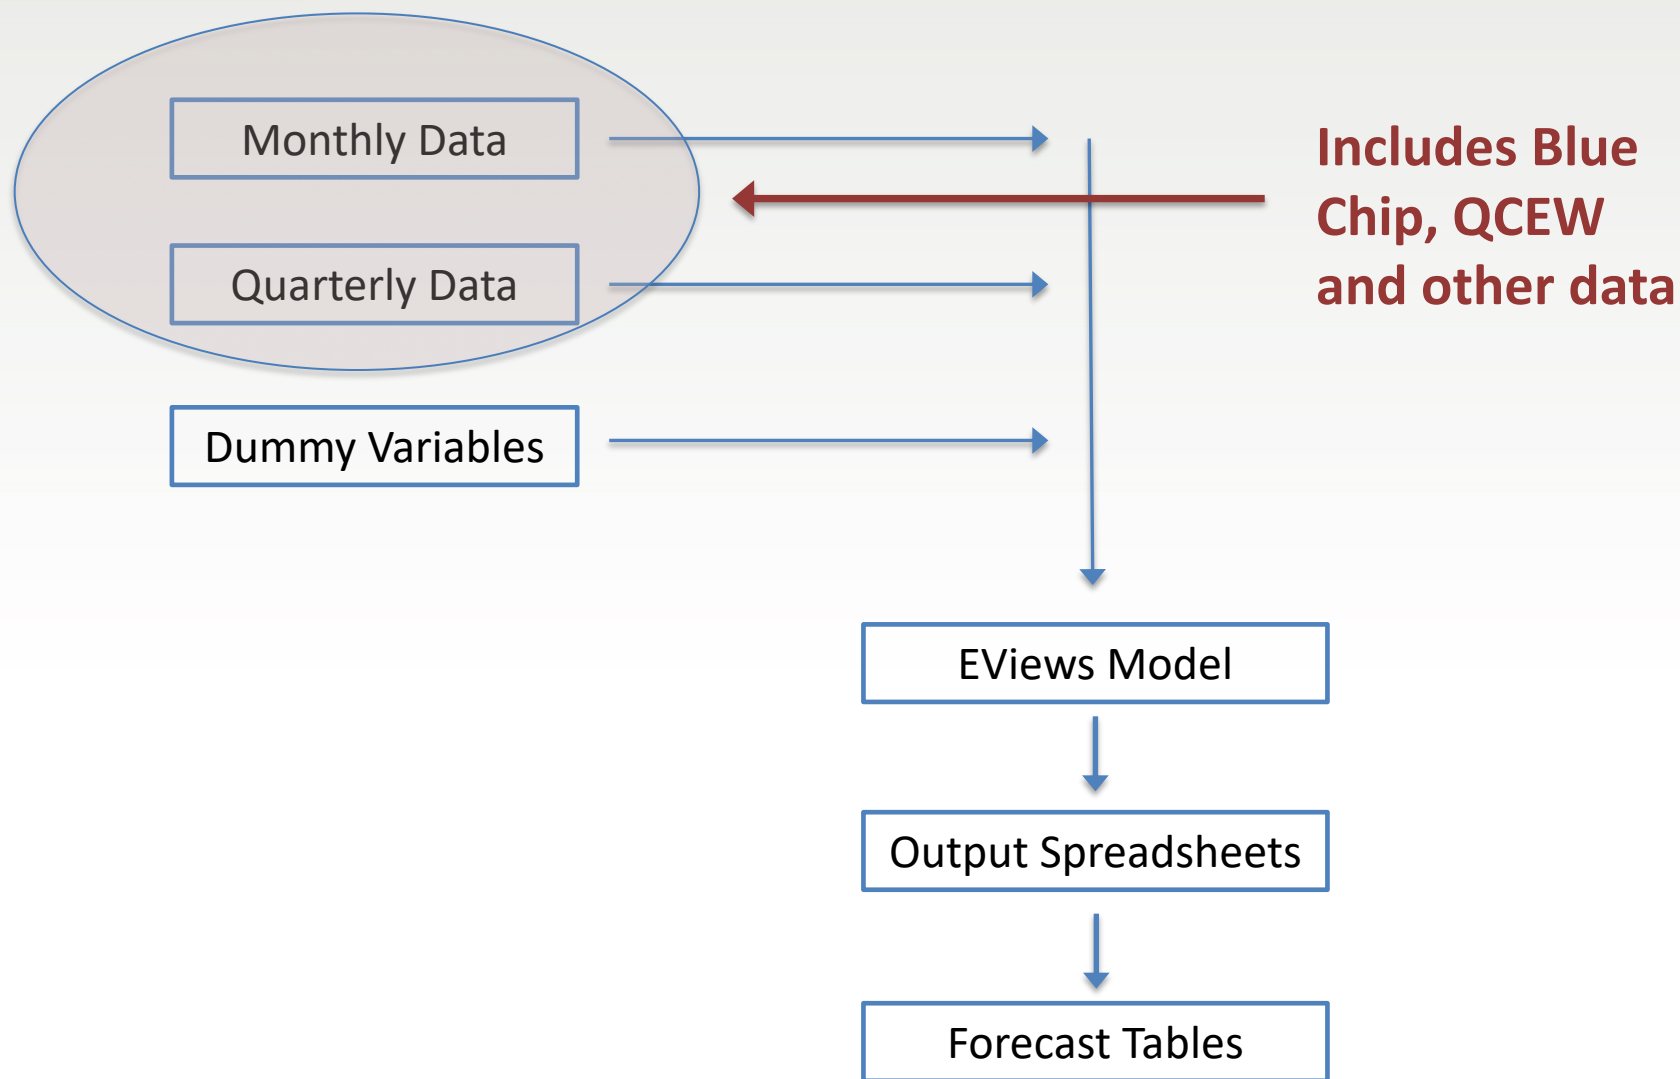 Monthly Data
Includes Blue
Chip, QCEW
and other data
Quarterly Data
Dummy Variables
EViews Model
Output Spreadsheets
Forecast Tables